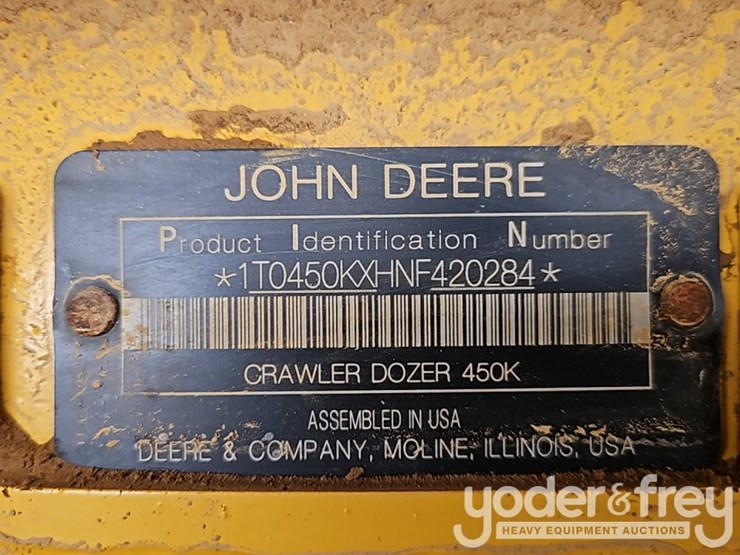 JOHN DEERE
Product Identification Number
*1T0450KXHNF420284*
CRAWLER DOZER 450K
ASSEMBLED IN USA
DEERE & COMPANY, MOLINE, ILLINOIS, USA
yoder&frey
HEAVY EQUIPMENT AUCTIONS